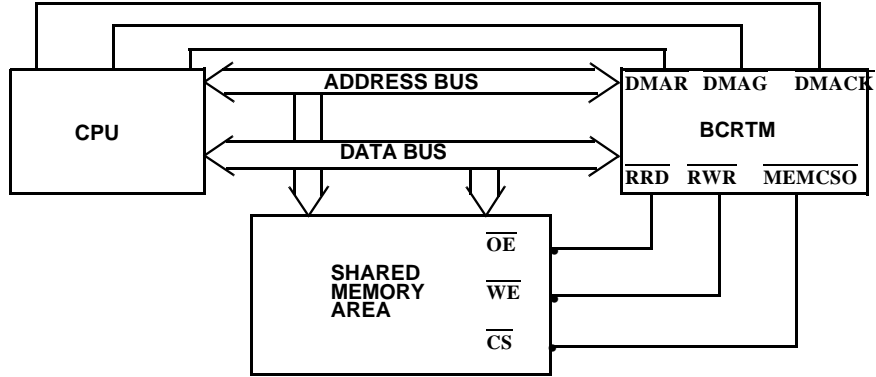 ADDRESS BUS
DMAR DMAG DMACK
CPU
BCRTM
DATA BUS
RRD RWR MEMCSO
OE
SHARED
MEMORY
AREA
WE
CS